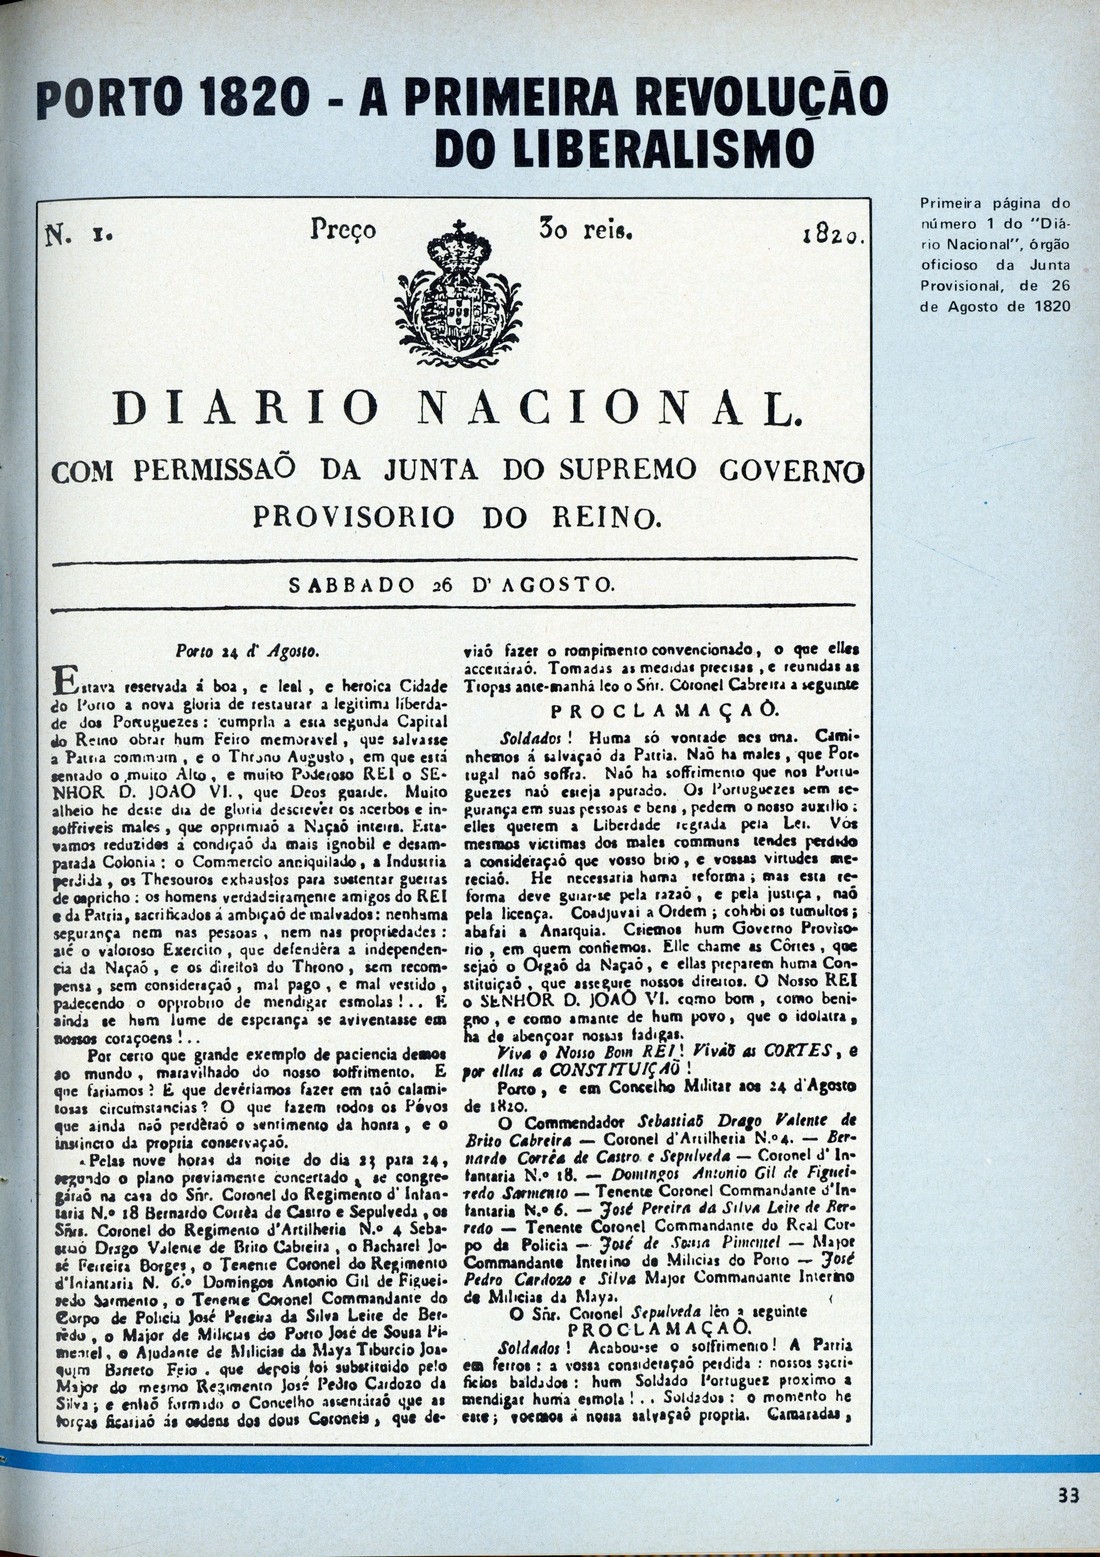 PORTO 1820 - A PRIMEIRA REVOLUÇÃO
DO LIBERALISMO
Primeira página do
número 1 do "Diá-
rio Nacional", órgão
oficioso da Junta
Provisional, de 26
de Agosto de 1820
N. 1. Preço 30 reis. 1820.
DIARIO NACIONAL.
COM PERMISSAÕ DA JUNTA DO SUPREMO GOVERNO
PROVISORIO DO REINO.
SABBADO 26 D'AGOSTO.
Porto 24 d'Agosto.
Estava reservada á boa, e leal, e heroica Cidade
do Porto a nova gloria de restaurar a legitima liberda-
de dos Portuguezes: cumpria a esta segunda Capital
do Reino obrar hum Feito memoravel, que salvasse
a Patria commum, e o Throno Augusto, em que está
sentado o muito Alto, e muito Poderoso REI o SE-
NHOR D. JOAO VI., que Deos guarde. Muito
alheio he deste dia de gloria descrever os acerbos e in-
soffriveis males, que opprimiaõ a Naçaõ inteira. Esta-
vamos reduzidos á condiçaõ da mais ignobil e desam-
parada Colonia: o Commercio anniquilado, a Industria
perdida, os Thesouros exhaustos para sustentar guerras
de capricho: os homens verdadeiramente amigos do REI
e da Patria, sacrificados á ambiçaõ de malvados: nenhuma
segurança nem nas pessoas, nem nas propriedades:
até o valoroso Exercito, que defendêra a independen-
cia da Naçaõ, e os direitos do Throno, sem recom-
pensa, sem consideraçaõ, mal pago, e mal vestido,
padecendo o opprobrio de mendigar esmolas!.. E
ainda se hum lume de esperança se aviventasse em
nossos coraçoens!..
Por certo que grande exemplo de paciencia demos
ao mundo, maravilhado do nosso soffrimento. E
que fariamos? E que devêriamos fazer em taõ calami-
tosas circumstancias? O que fazem todos os Póvos
que ainda naõ perdêraõ o sentimento da honra, e o
instincto da propria conservaçaõ.
Pelas nove horas da noite do dia 23 para 24,
segundo o plano previamente concertado, se congre-
gáraõ na casa do Sñr. Coronel do Regimento d'Infan-
taria N.º 18 Bernardo Corrêa de Castro e Sepulveda, os
Sñrs. Coronel do Regimento d'Artilheria N.º 4 Seba-
stiaõ Drago Valente de Brito Cabreira, o Bacharel Jo-
sé Ferreira Borges, o Tenente Coronel do Regimento
d'Infantaria N. 6.º Domingos Antonio Gil de Figuei-
redo Sarmento, o Tenente Coronel Commandante do
Corpo de Policia José Pereira da Silva Leite de Ber-
rêdo, o Major de Milicias do Porto José de Sousa Pi-
mentel, o Ajudante de Milicias da Maya Tiburcio Joa-
quim Barreto Feio, que depois foi substituido pelo
Major do mesmo Regimento José Pedro Cardozo da
Silva; e entaõ formado o Concelho assentáraõ que as
forças ficariaõ ás ordens dos dous Coroneis, que de-
viaõ fazer o rompimento convencionado, o que elles
acceitáraõ. Tomadas as medidas precisas, e reunidas as
Tropas ante-manhá leo o Sñr. Coronel Cabreira a seguinte
PROCLAMAÇAÕ.
Soldados! Huma só vontade nos una. Cami-
nhemos á salvaçaõ da Patria. Naõ ha males, que Por-
tugal naõ soffra. Naõ ha soffrimento que nos Portu-
guezes naõ esteja apurado. Os Portuguezes sem se-
gurança em suas pessoas e bens, pedem o nosso auxilio;
elles querem a Liberdade regrada pela Lei. Vós
mesmos victimas dos males communs tendes perdido
a consideraçaõ que vosso brio, e vossas virtudes me-
reciaõ. He necessaria huma reforma; mas esta re-
forma deve guiar-se pela razaõ, e pela justiça, naõ
pela licença. Coadjuvai a Ordem; cohibi os tumultos;
abafai a Anarquia. Criemos hum Governo Proviso-
rio, em quem confiemos. Elle chame as Côrtes, que
sejaõ o Orgaõ da Naçaõ, e ellas preparem huma Con-
stituiçaõ, que assegure nossos direitos. O Nosso REI
o SENHOR D. JOAÕ VI. como bom, como beni-
gno, e como amante de hum povo, que o idolatra,
ha de abençoar nossas fadigas.
Viva o Nosso Bom REI! Vivaõ as CORTES, e
por ellas a CONSTITUIÇAÕ!
Porto, e em Concelho Militar aos 24 d'Agosto
de 1820.
O Commendador Sebastiaõ Drago Valente de
Brito Cabreira — Coronel d'Artilheria N.º 4. — Ber-
nardo Corrêa de Castro e Sepulveda — Coronel d'In-
fantaria N.º 18. — Domingos Antonio Gil de Figuei-
redo Sarmento — Tenente Coronel Commandante d'In-
fantaria N.º 6. — José Pereira da Silva Leite de Ber-
redo — Tenente Coronel Commandante do Real Cor-
po da Policia — José de Sousa Pimentel — Major
Commandante Interino de Milicias do Porto — José
Pedro Cardozo e Silva Major Commandante Interino
de Milicias da Maya.
O Sñr. Coronel Sepulveda lêo a seguinte
PROCLAMAÇAÕ.
Soldados! Acabou-se o soffrimento! A Patria
em ferros: a vossa consideraçaõ perdida: nossos sacri-
ficios baldados: hum Soldado Portuguez proximo a
mendigar huma esmola!.. Soldados: o momento he
este; voemos á nossa salvaçaõ propria. Camaradas,
33